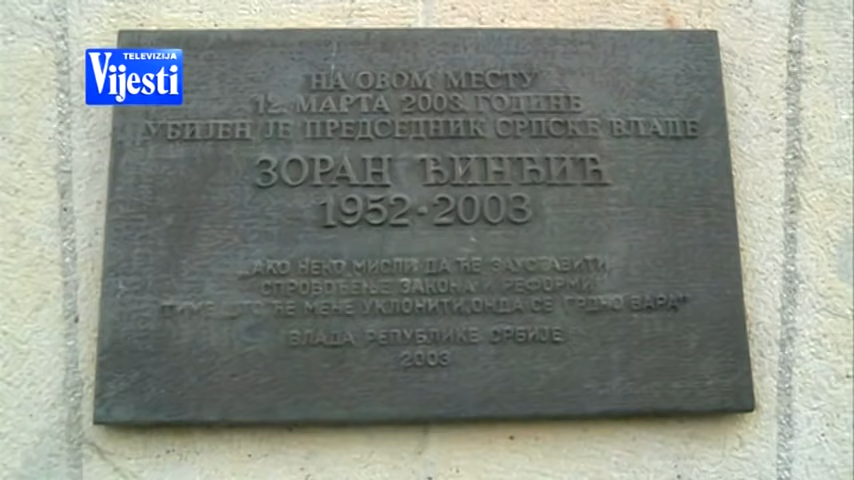 TELEVIZIJA
Vijesti
НА ОВОМ МЕСТУ
12. МАРТА 2003. ГОДИНЕ
УБИЈЕН ЈЕ ПРЕДСЕДНИК СРПСКЕ ВЛАДЕ
ЗОРАН ЂИНЂИЋ
1952-2003
„АКО НЕКО МИСЛИ ДА ЋЕ ЗАУСТАВИТИ
СПРОВОЂЕЊЕ ЗАКОНА И РЕФОРМИ
ТИМЕ ШТО ЋЕ МЕНЕ УКЛОНИТИ, ОНДА СЕ ГРДНО ВАРА"
ВЛАДА РЕПУБЛИКЕ СРБИЈЕ
2003